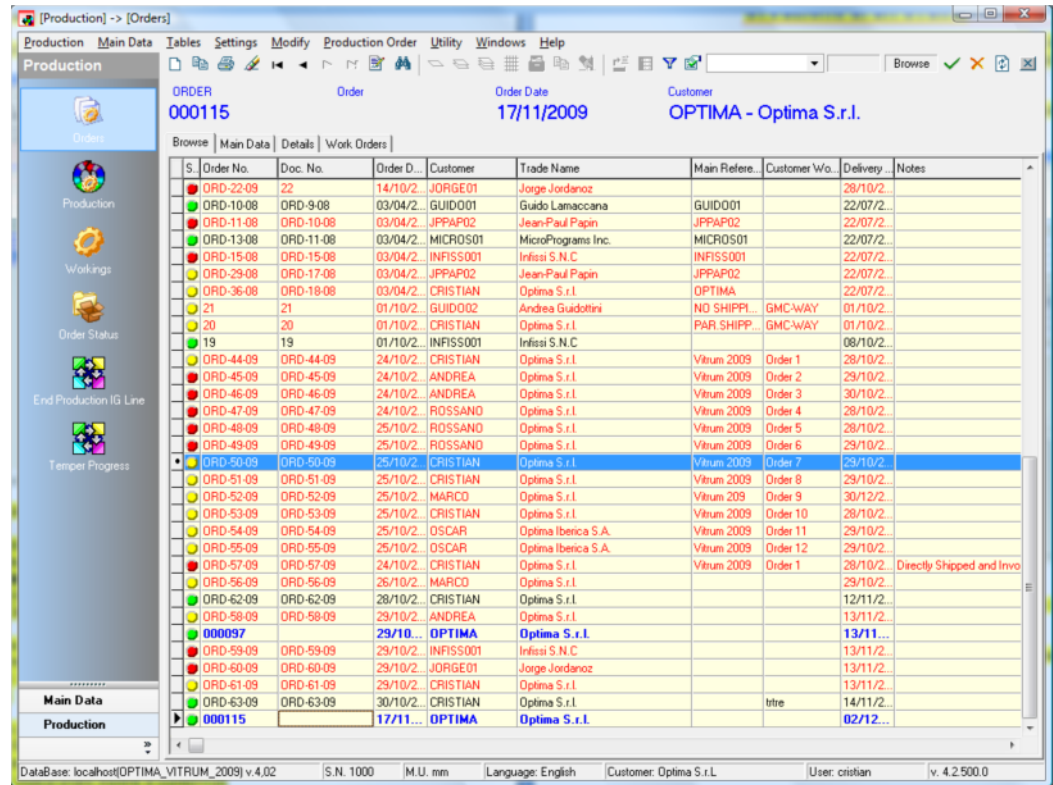 [Production] -> [Orders]
Production Main Data Tables Settings Modify Production Order Utility Windows Help
Production
Browse
ORDER Order Order Date Customer
000115 17/11/2009 OPTIMA - Optima S.r.l.
Browse Main Data Details Work Orders
S.. Order No. Doc. No. Order D... Customer Trade Name Main Refere... Customer Wo... Delivery ... Notes
ORD-22-09 22 14/10/2... JORGE01 Jorge Jordanoz 28/10/2...
ORD-10-08 ORD-9-08 03/04/2... GUIDO01 Guido Lamaccana GUIDO01 22/07/2...
ORD-11-08 ORD-10-08 03/04/2... JPPAP02 Jean-Paul Papin JPPAP02 22/07/2...
ORD-13-08 ORD-11-08 03/04/2... MICROS01 MicroPrograms Inc. MICROS01 22/07/2...
ORD-15-08 ORD-15-08 03/04/2... INFISS001 Infissi S.N.C INFISS001 22/07/2...
ORD-29-08 ORD-17-08 03/04/2... JPPAP02 Jean-Paul Papin JPPAP02 22/07/2...
ORD-36-08 ORD-18-08 03/04/2... CRISTIAN Optima S.r.l. OPTIMA 22/07/2...
21 21 01/10/2... GUIDO02 Andrea Guidottini NO SHIPPI... GMC-WAY 01/10/2...
20 20 01/10/2... CRISTIAN Optima S.r.l. PAR.SHIPP... GMC-WAY 01/10/2...
19 19 01/10/2... INFISS001 Infissi S.N.C 08/10/2...
ORD-44-09 ORD-44-09 24/10/2... CRISTIAN Optima S.r.l. Vitrum 2009 Order 1 28/10/2...
ORD-45-09 ORD-45-09 24/10/2... ANDREA Optima S.r.l. Vitrum 2009 Order 2 29/10/2...
ORD-46-09 ORD-46-09 24/10/2... ANDREA Optima S.r.l. Vitrum 2009 Order 3 30/10/2...
ORD-47-09 ORD-47-09 24/10/2... ROSSANO Optima S.r.l. Vitrum 2009 Order 4 28/10/2...
ORD-48-09 ORD-48-09 25/10/2... ROSSANO Optima S.r.l. Vitrum 2009 Order 5 28/10/2...
ORD-49-09 ORD-49-09 25/10/2... ROSSANO Optima S.r.l. Vitrum 2009 Order 6 29/10/2...
ORD-50-09 ORD-50-09 25/10/2... CRISTIAN Optima S.r.l. Vitrum 2009 Order 7 29/10/2...
ORD-51-09 ORD-51-09 25/10/2... CRISTIAN Optima S.r.l. Vitrum 2009 Order 8 29/10/2...
ORD-52-09 ORD-52-09 25/10/2... MARCO Optima S.r.l. Vitrum 209 Order 9 30/12/2...
ORD-53-09 ORD-53-09 25/10/2... CRISTIAN Optima S.r.l. Vitrum 2009 Order 10 28/10/2...
ORD-54-09 ORD-54-09 25/10/2... OSCAR Optima Iberica S.A. Vitrum 2009 Order 11 29/10/2...
ORD-55-09 ORD-55-09 25/10/2... OSCAR Optima Iberica S.A. Vitrum 2009 Order 12 29/10/2...
ORD-57-09 ORD-57-09 24/10/2... CRISTIAN Optima S.r.l. Vitrum 2009 Order 1 28/10/2... Directly Shipped and Invo
ORD-56-09 ORD-56-09 26/10/2... MARCO Optima S.r.l. 29/10/2...
ORD-62-09 ORD-62-09 28/10/2... CRISTIAN Optima S.r.l. 12/11/2...
ORD-58-09 ORD-58-09 29/10/2... ANDREA Optima S.r.l. 13/11/2...
000097 29/10... OPTIMA Optima S.r.l. 13/11...
ORD-59-09 ORD-59-09 29/10/2... INFISS001 Infissi S.N.C 13/11/2...
ORD-60-09 ORD-60-09 29/10/2... JORGE01 Jorge Jordanoz 13/11/2...
ORD-61-09 ORD-61-09 29/10/2... CRISTIAN Optima S.r.l. 13/11/2...
ORD-63-09 ORD-63-09 30/10/2... CRISTIAN Optima S.r.l. trtre 14/11/2...
000115 17/11... OPTIMA Optima S.r.l. 02/12...
Orders
Production
Workings
Order Status
End Production IG Line
Temper Progress
Main Data
Production
DataBase: localhost(OPTIMA_VITRUM_2009) v.4,02 S.N. 1000 M.U. mm Language: English Customer: Optima S.r.L User: cristian v. 4.2.500.0